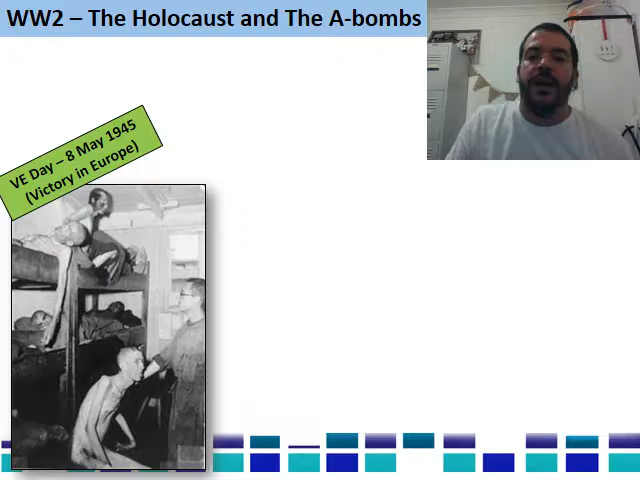 WW2 – The Holocaust and The A-bombs
VE Day – 8 May 1945
(Victory in Europe)